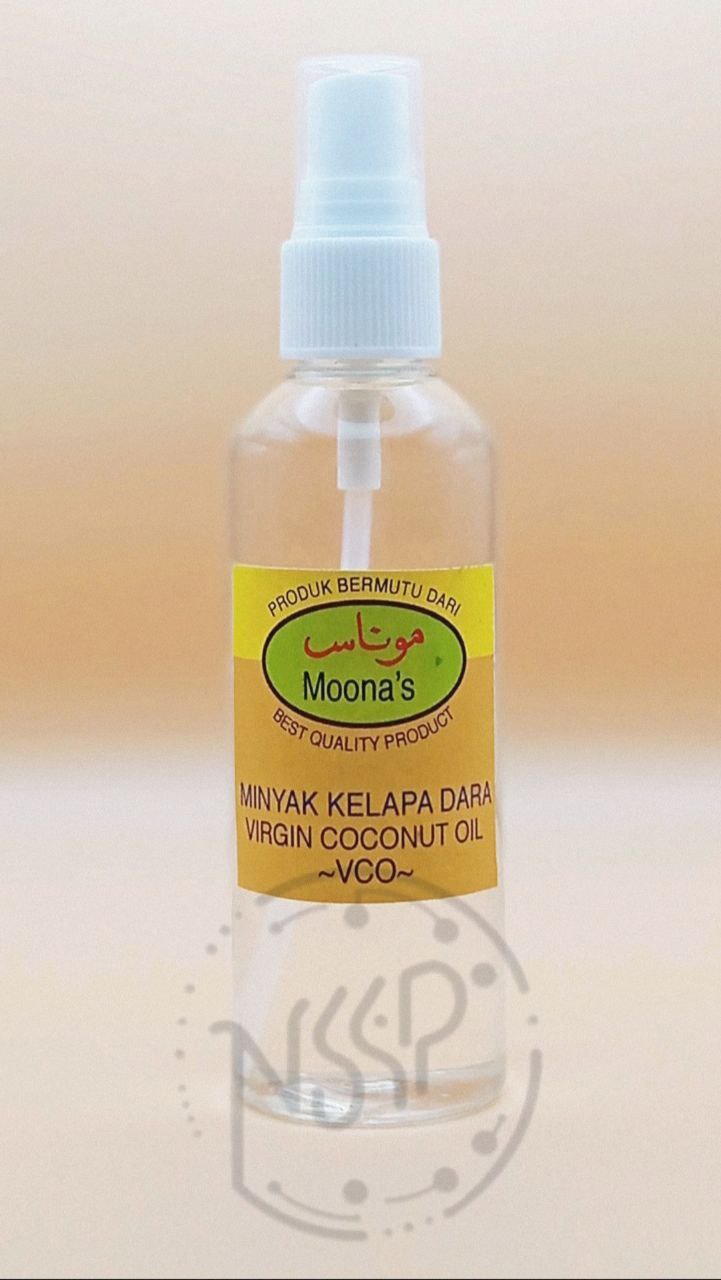 PRODUK BERMUTU DARI
موناس
Moona's
BEST QUALITY PRODUCT
MINYAK KELAPA DARA
VIRGIN COCONUT OIL
~VCO~
NSSP